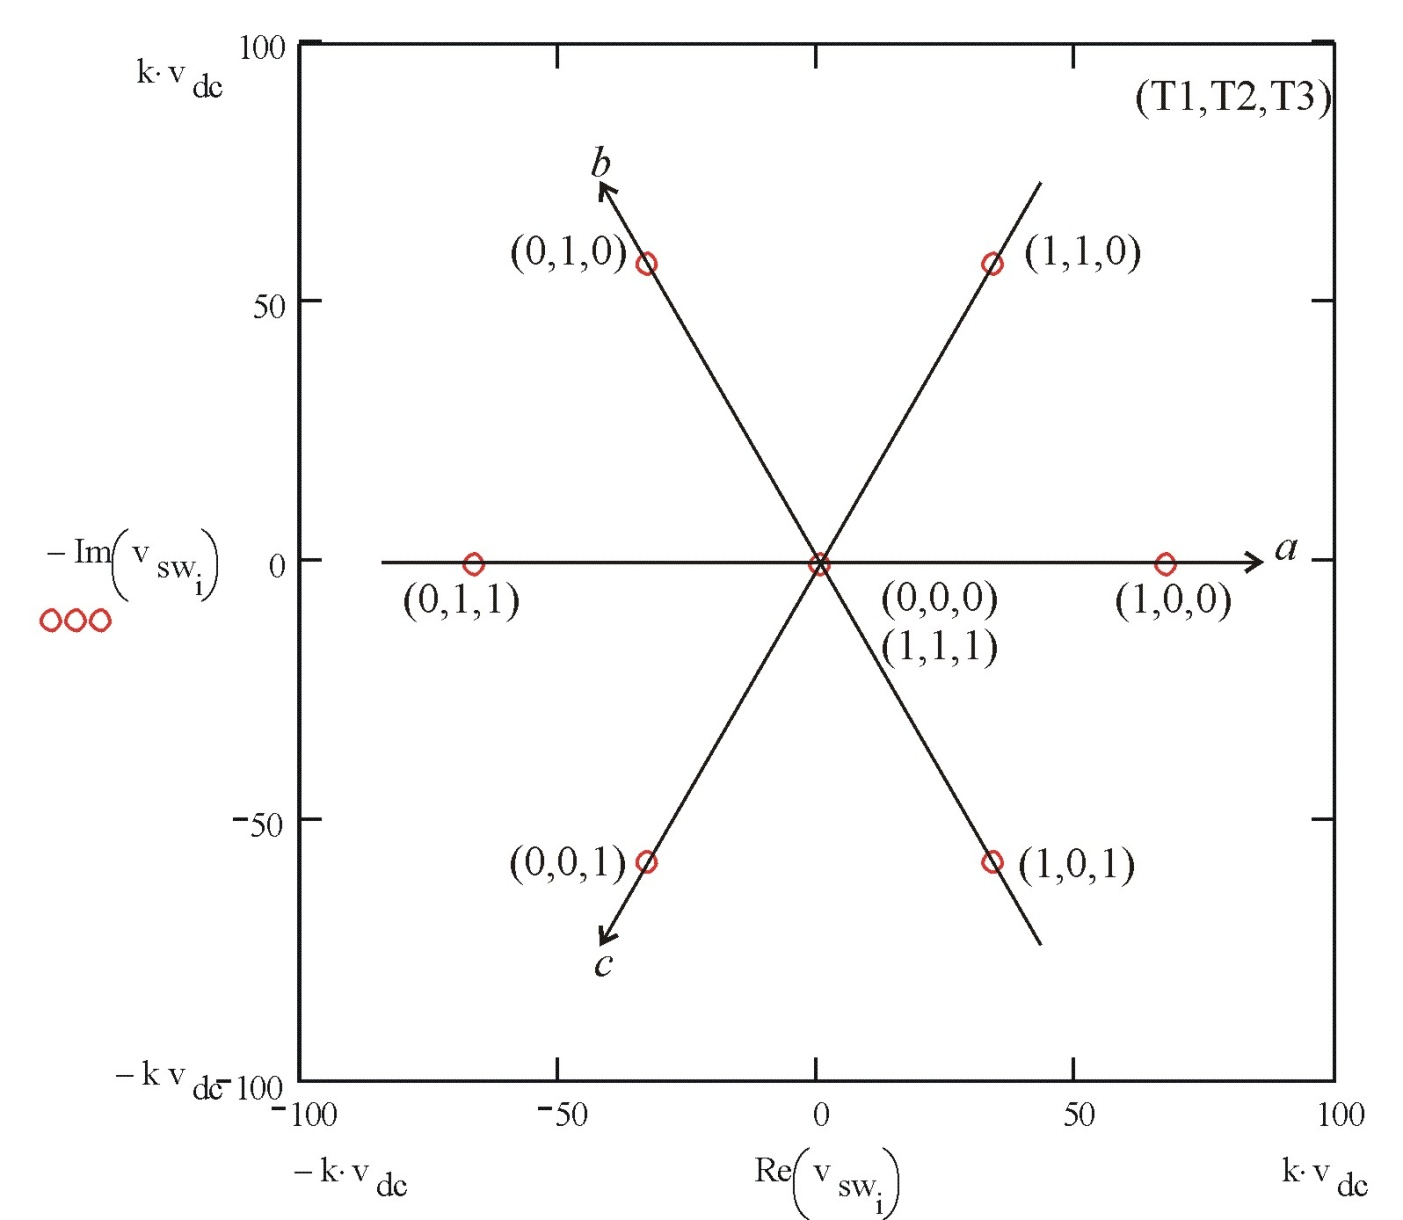 100
k· v dc
(T1,T2,T3)
b
(0,1,0)
(1,1,0)
50
− Im(v sw i)
0
a
(0,1,1)
(0,0,0)
(1,0,0)
(1,1,1)
−50
(0,0,1)
(1,0,1)
c
− k v dc
−100
−100
−50
0
50
100
− k· v dc
Re(v sw i)
k· v dc